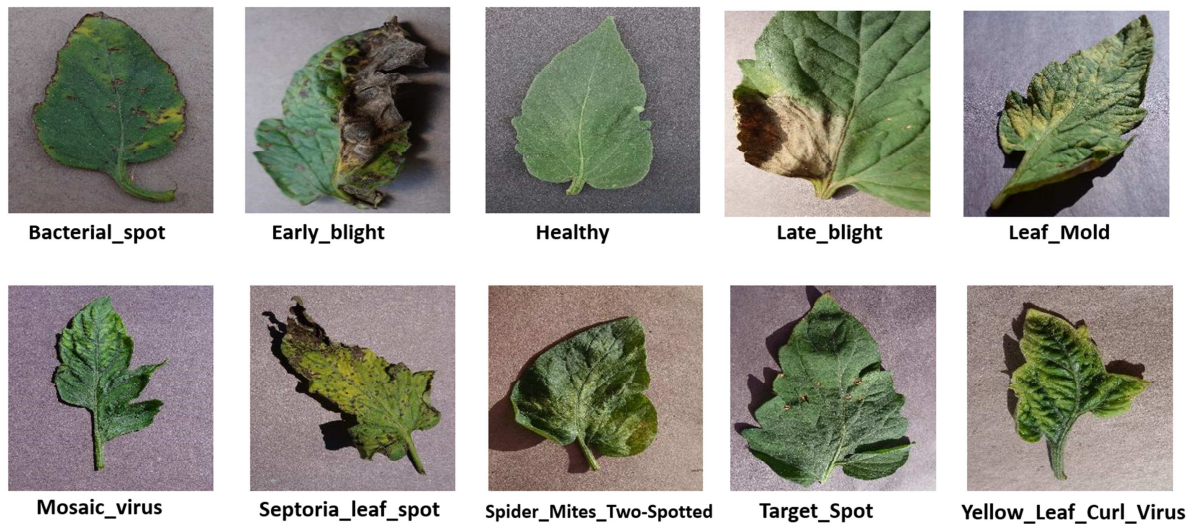 Bacterial_spot
Early_blight
Healthy
Late_blight
Leaf_Mold
Mosaic_virus
Septoria_leaf_spot
Spider_Mites_Two-Spotted
Target_Spot
Yellow_Leaf_Curl_Virus